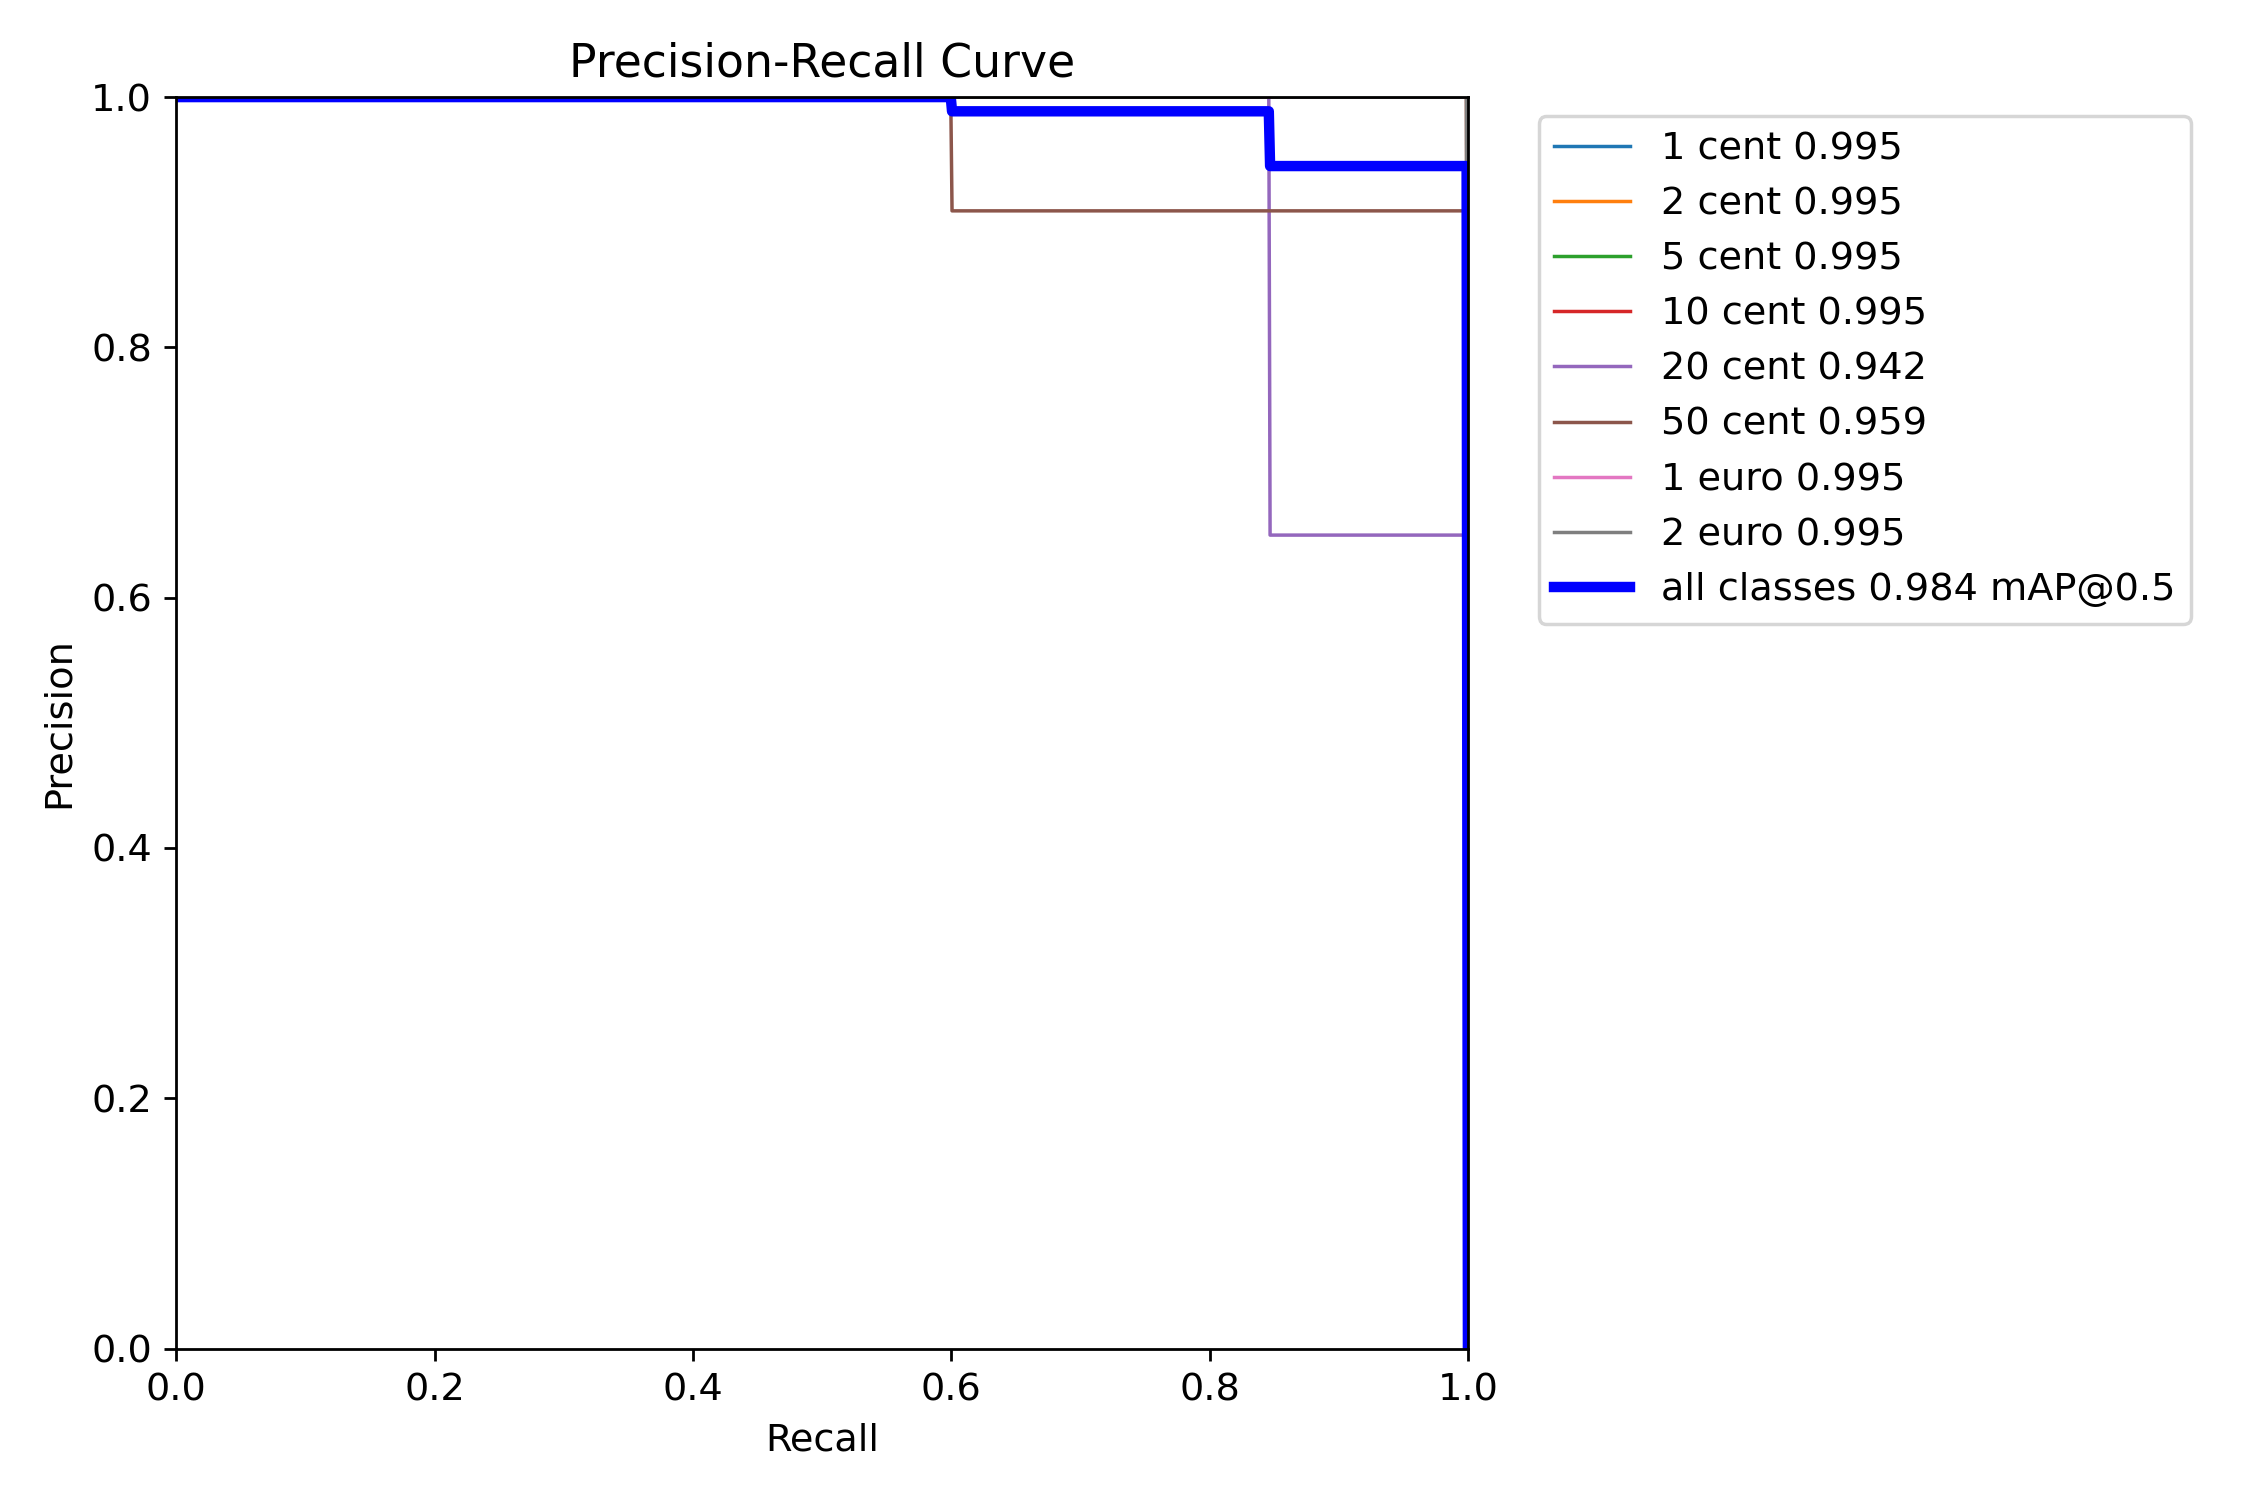 Precision-Recall Curve
1.0
0.8
0.6
0.4
0.2
0.0
Precision
0.0 0.2 0.4 0.6 0.8 1.0
Recall
1 cent 0.995
2 cent 0.995
5 cent 0.995
10 cent 0.995
20 cent 0.942
50 cent 0.959
1 euro 0.995
2 euro 0.995
all classes 0.984 mAP@0.5